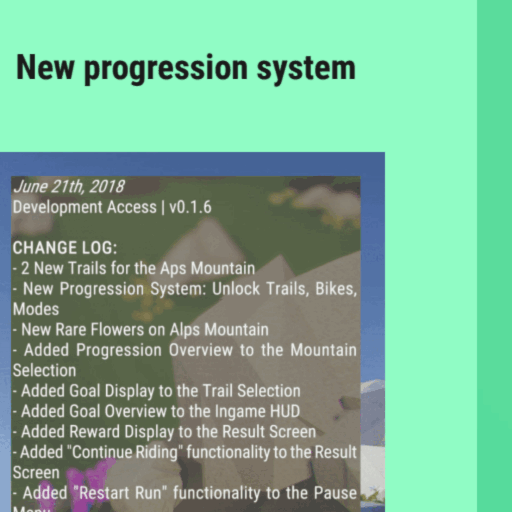 New progression system
June 21th, 2018
Development Access | v0.1.6
CHANGE LOG:
- 2 New Trails for the Aps Mountain
- New Progression System: Unlock Trails, Bikes,
Modes
- New Rare Flowers on Alps Mountain
- Added Progression Overview to the Mountain
Selection
- Added Goal Display to the Trail Selection
- Added Goal Overview to the Ingame HUD
- Added Reward Display to the Result Screen
- Added "Continue Riding" functionality to the Result
Screen
- Added "Restart Run" functionality to the Pause
Menu